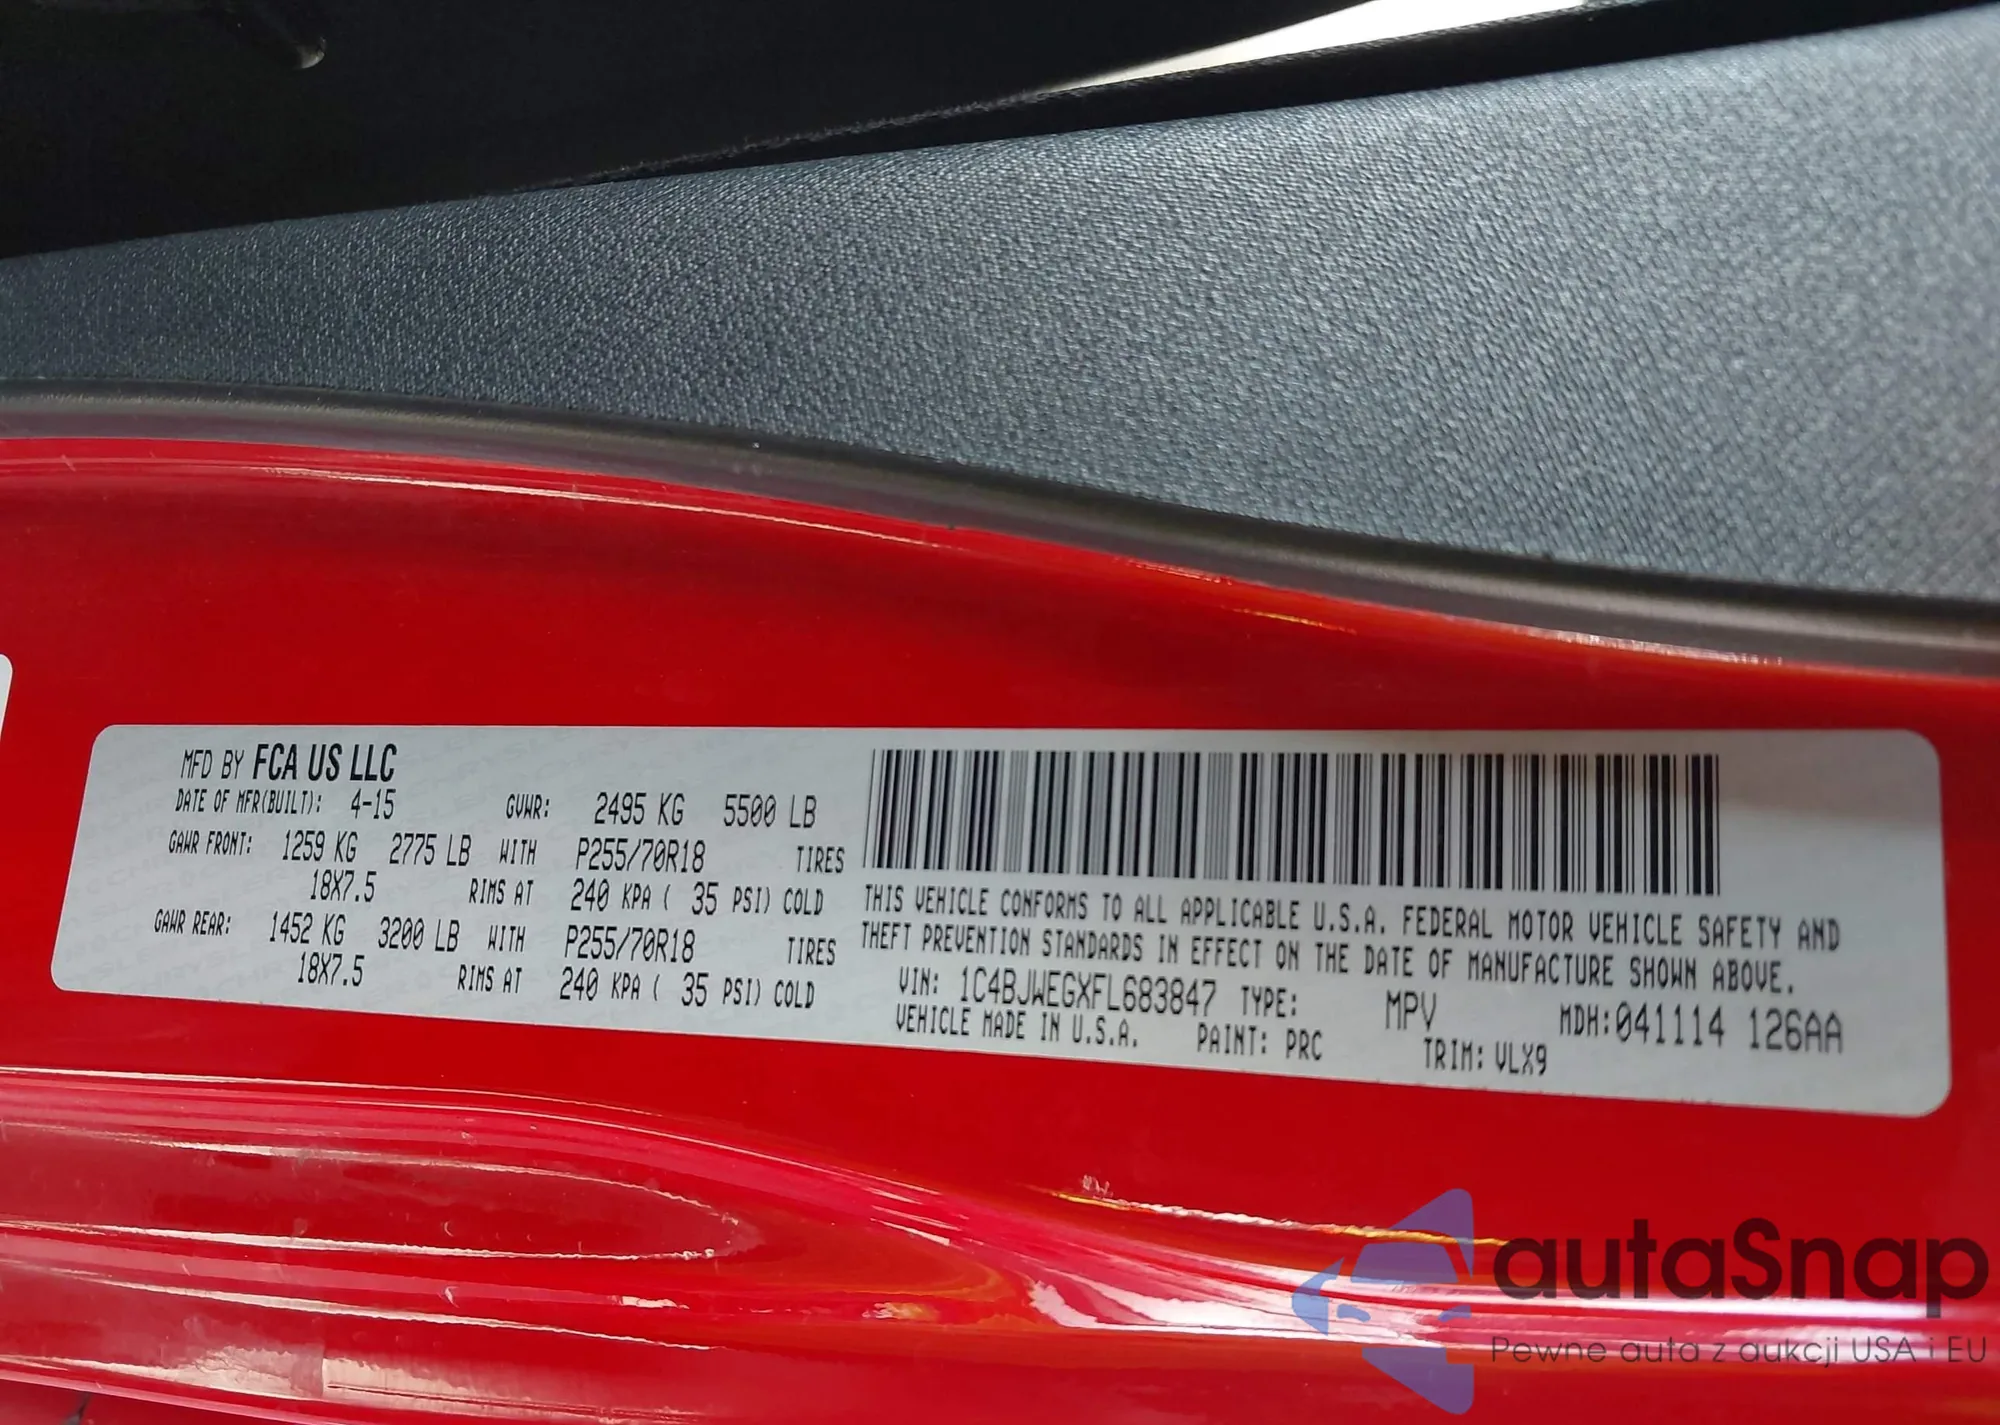 MFD BY FCA US LLC
DATE OF MFR(BUILT): 4-15 GVWR: 2495 KG 5500 LB
GAWR FRONT: 1259 KG 2775 LB WITH P255/70R18 TIRES
18X7.5 RIMS AT 240 KPA ( 35 PSI) COLD
GAWR REAR: 1452 KG 3200 LB WITH P255/70R18 TIRES
18X7.5 RIMS AT 240 KPA ( 35 PSI) COLD
THIS VEHICLE CONFORMS TO ALL APPLICABLE U.S.A. FEDERAL MOTOR VEHICLE SAFETY AND
THEFT PREVENTION STANDARDS IN EFFECT ON THE DATE OF MANUFACTURE SHOWN ABOVE.
VIN: 1C4BJWEGXFL683847 TYPE: MPV MDH:041114 126AA
VEHICLE MADE IN U.S.A. PAINT: PRC TRIM: VLX9
autaSnap
Pewne auta z aukcji USA i EU